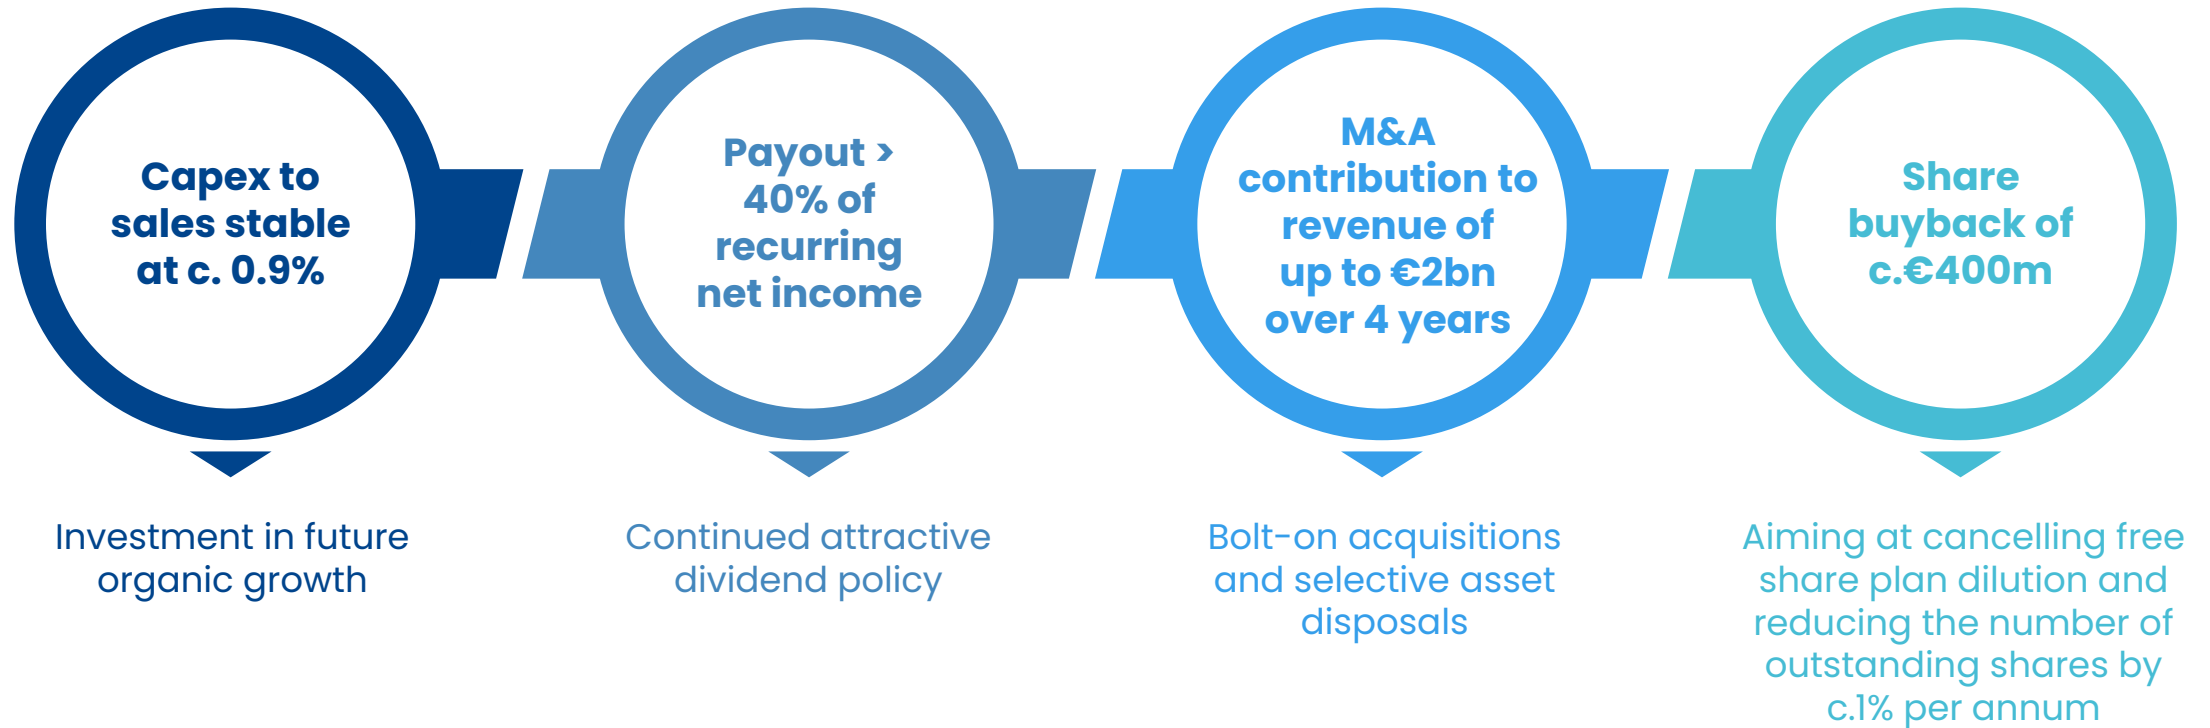 Capex to
sales stable
at c. 0.9%
Investment in future
organic growth
Payout >
40% of
recurring
net income
Continued attractive
dividend policy
M&A
contribution to
revenue of
up to €2bn
over 4 years
Bolt-on acquisitions
and selective asset
disposals
Share
buyback of
c.€400m
Aiming at cancelling free
share plan dilution and
reducing the number of
outstanding shares by
c.1% per annum